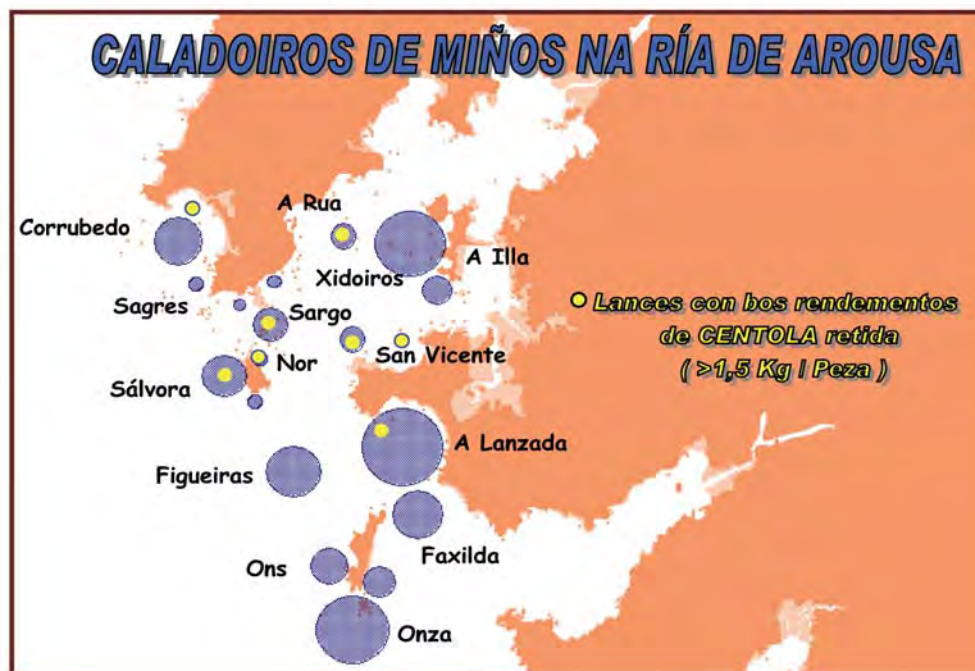 CALADOIROS DE MIÑOS NA RÍA DE AROUSA
A Rua
Corrubedo
A Illa
Xidoiros
Sagres
Sargo
Lances con bos rendementos
de CENTOLA retida
( >1,5 Kg / Peza )
Nor
San Vicente
Sálvora
A Lanzada
Figueiras
Faxilda
Ons
Onza